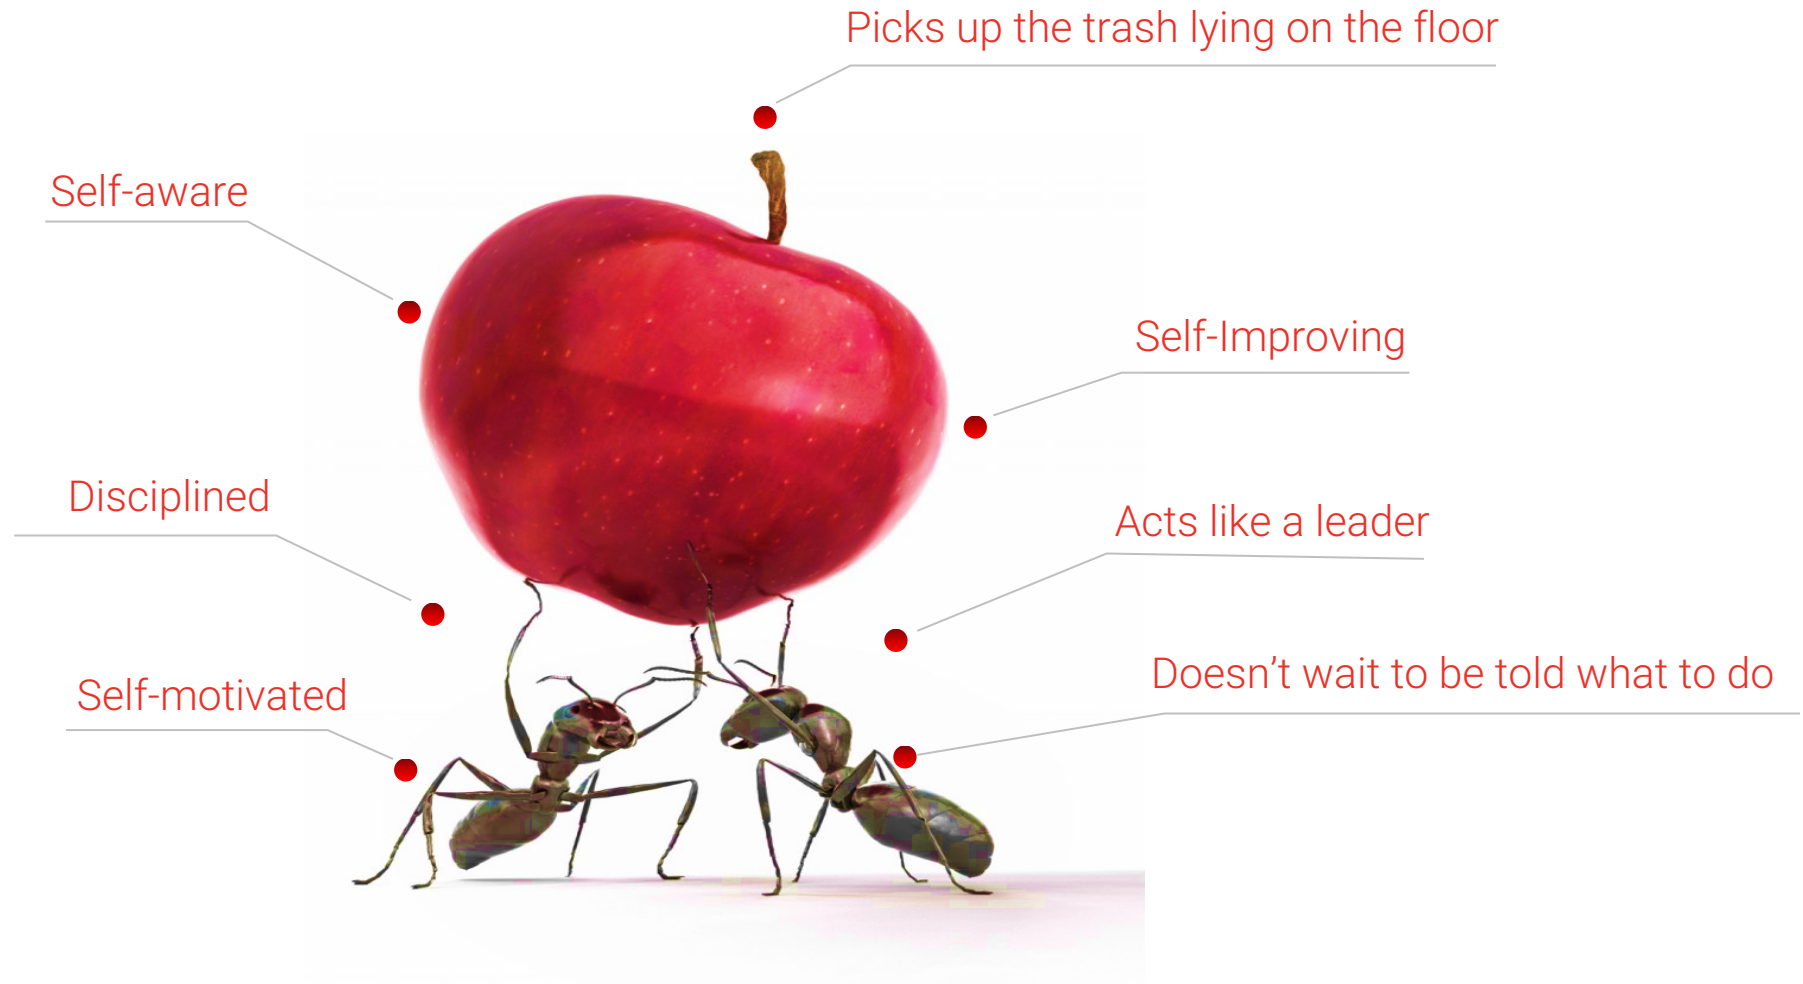 Picks up the trash lying on the floor
Self-aware
Self-Improving
Disciplined
Acts like a leader
Doesn’t wait to be told what to do
Self-motivated